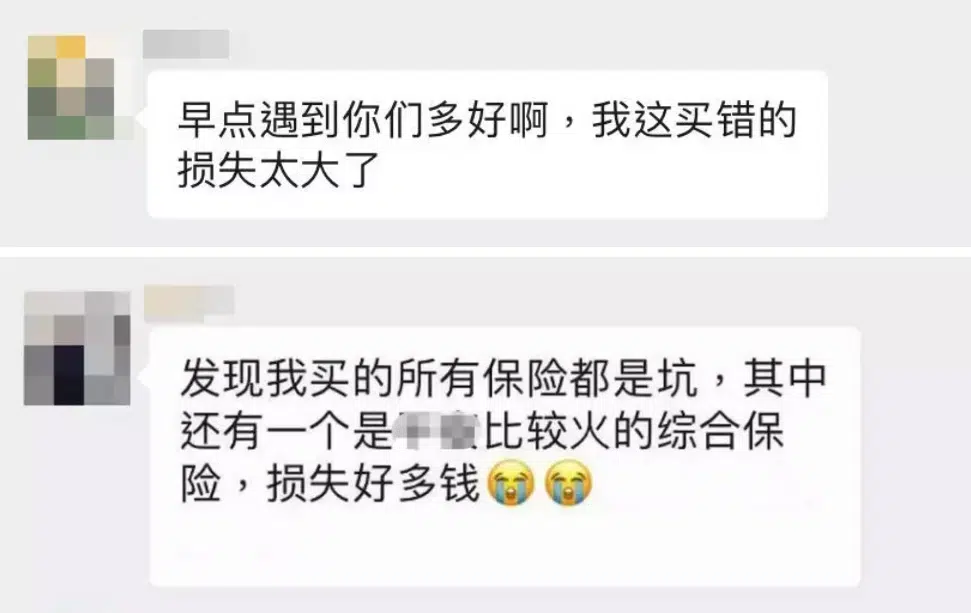 早点遇到你们多好啊，我这买错的
损失太大了
发现我买的所有保险都是坑，其中
还有一个是比较火的综合保
险，损失好多钱😭😭